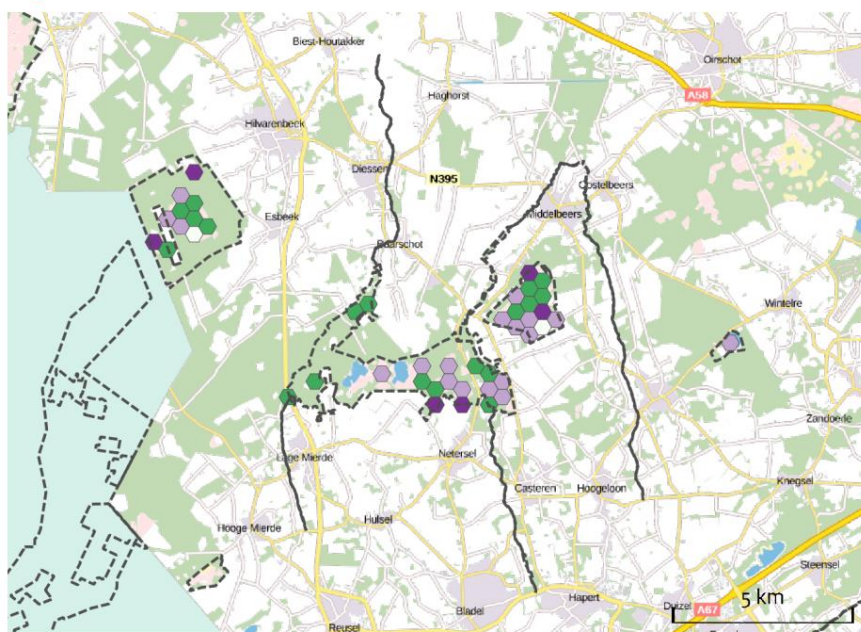 Biest-Houtakker
Oirschot
Haghorst
A58
Hilvarenbeek
Diessen
N395
Oostelbeers
Esbeek
Middelbeers
Baarschot
Wintelre
Zandoerle
Lage Mierde
Netersel
Casteren
Hoogeloon
Knegsel
Hooge Mierde
Hulsel
Steensel
Hapert
Duizel
A67
5 km
Bladel
Reusel